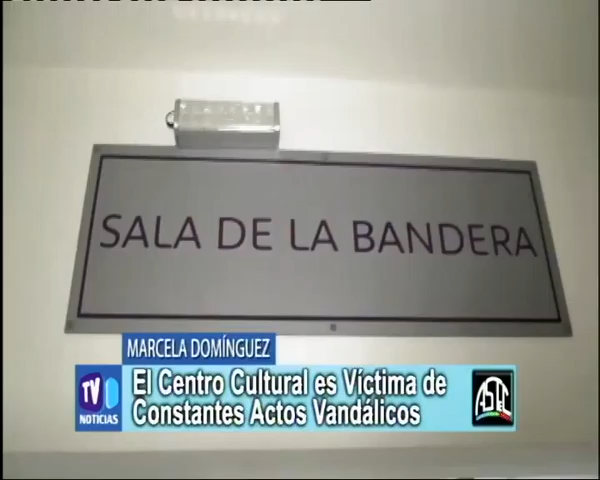 SALA DE LA BANDERA
MARCELA DOMÍNGUEZ
TV
NOTICIAS
El Centro Cultural es Víctima de
Constantes Actos Vandálicos